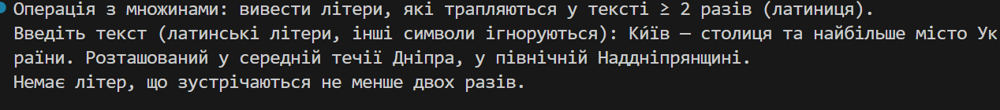 Операція з множинами: вивести літери, які трапляються у тексті ≥ 2 разів (латиниця).
Введіть текст (латинські літери, інші символи ігноруються): Ки́їв — столиця та найбільше місто Ук
раїни. Розташований у середній течії Дніпра, у північній Наддніпрянщині.
Немає літер, що зустрічаються не менше двох разів.